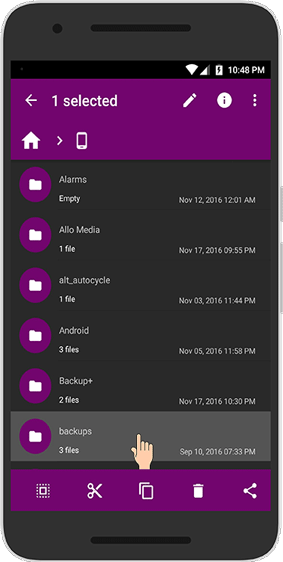 10:48 PM
1 selected
Alarms
Empty
Nov 12, 2016 12:01 AM
Allo Media
1 file
Nov 17, 2016 09:55 PM
alt_autocycle
1 file
Nov 03, 2016 11:44 PM
Android
3 files
Nov 05, 2016 11:58 PM
Backup+
2 files
Nov 17, 2016 10:30 PM
backups
3 files
Sep 10, 2016 07:33 PM